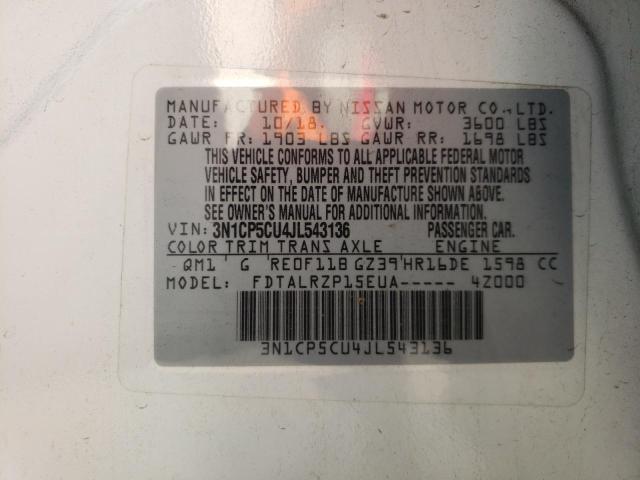 MANUFACTURED BY NISSAN MOTOR CO.,LTD.
DATE: 10/18. GVWR: 3600 LBS
GAWR FR: 1903 LBS GAWR RR: 1698 LBS
THIS VEHICLE CONFORMS TO ALL APPLICABLE FEDERAL MOTOR
VEHICLE SAFETY, BUMPER AND THEFT PREVENTION STANDARDS
IN EFFECT ON THE DATE OF MANUFACTURE SHOWN ABOVE.
SEE OWNER'S MANUAL FOR ADDITIONAL INFORMATION.
VIN: 3N1CP5CU4JL543136 PASSENGER CAR.
COLOR TRIM TRANS AXLE ENGINE
QM1 G RE0F11B GZ39 HR16DE 1598 CC
MODEL: FDTALRZP15EUA----- 4Z000
3N1CP5CU4JL543136